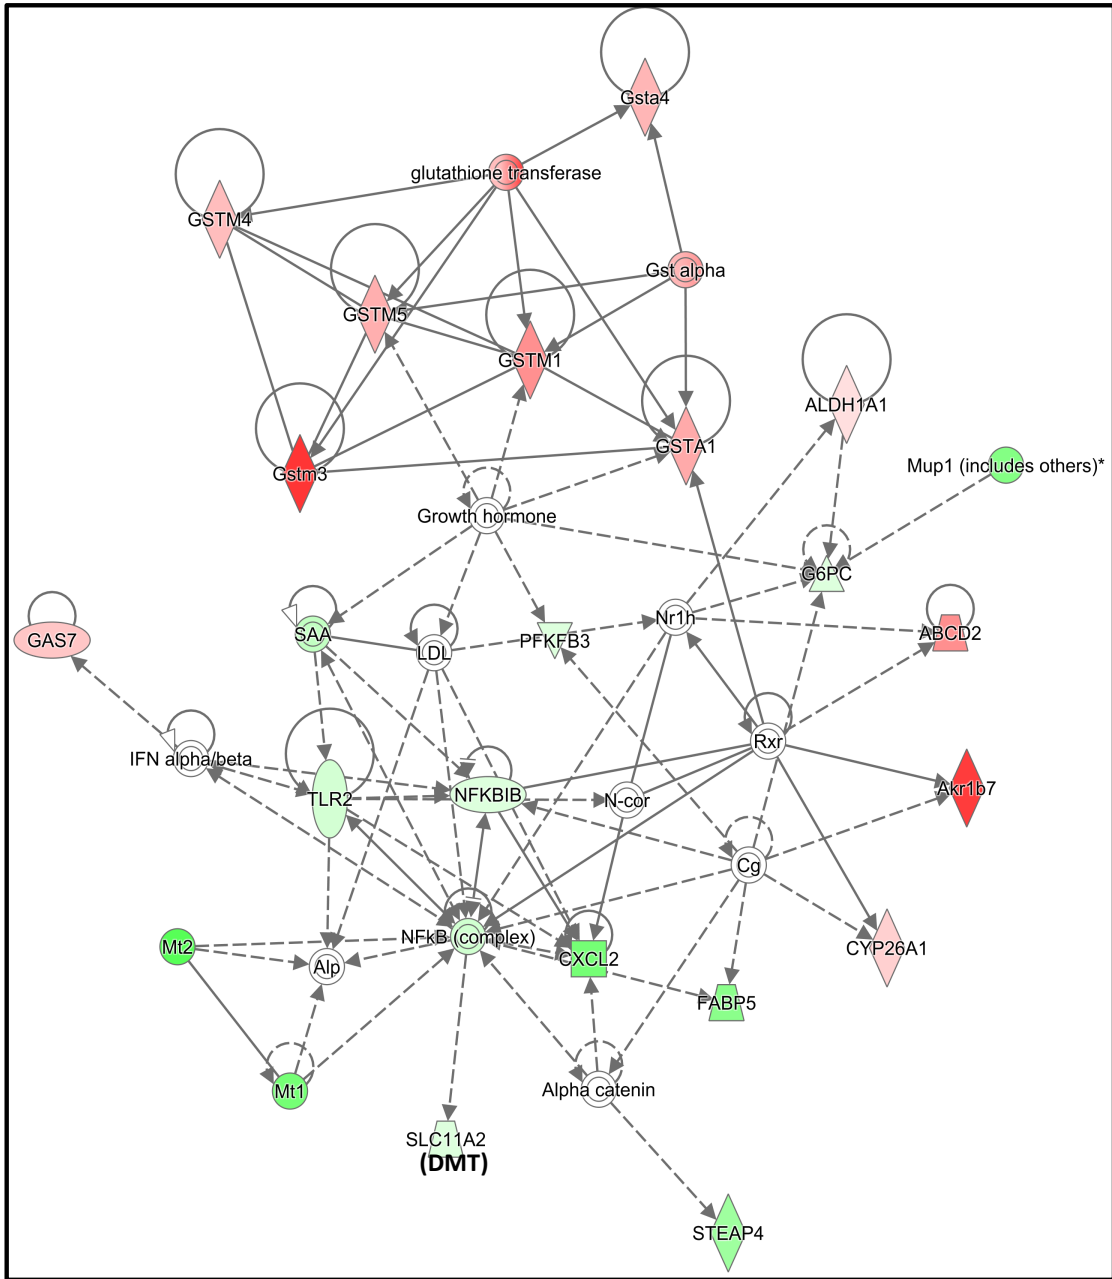 Gsta4
glutathione transferase
GSTM4
Gst alpha
GSTM5
GSTM1
ALDH1A1
GSTA1
Mup1 (includes others)*
Gstm3
Growth hormone
G6PC
Nr1h
SAA
GAS7
PFKFB3
ABCD2
LDL
Rxr
IFN alpha/beta
Akr1b7
TLR2
NFKBIB
N-cor
Cg
NFkB (complex)
Mt2
CYP26A1
CXCL2
Alp
FABP5
Mt1
Alpha catenin
SLC11A2
(DMT)
STEAP4